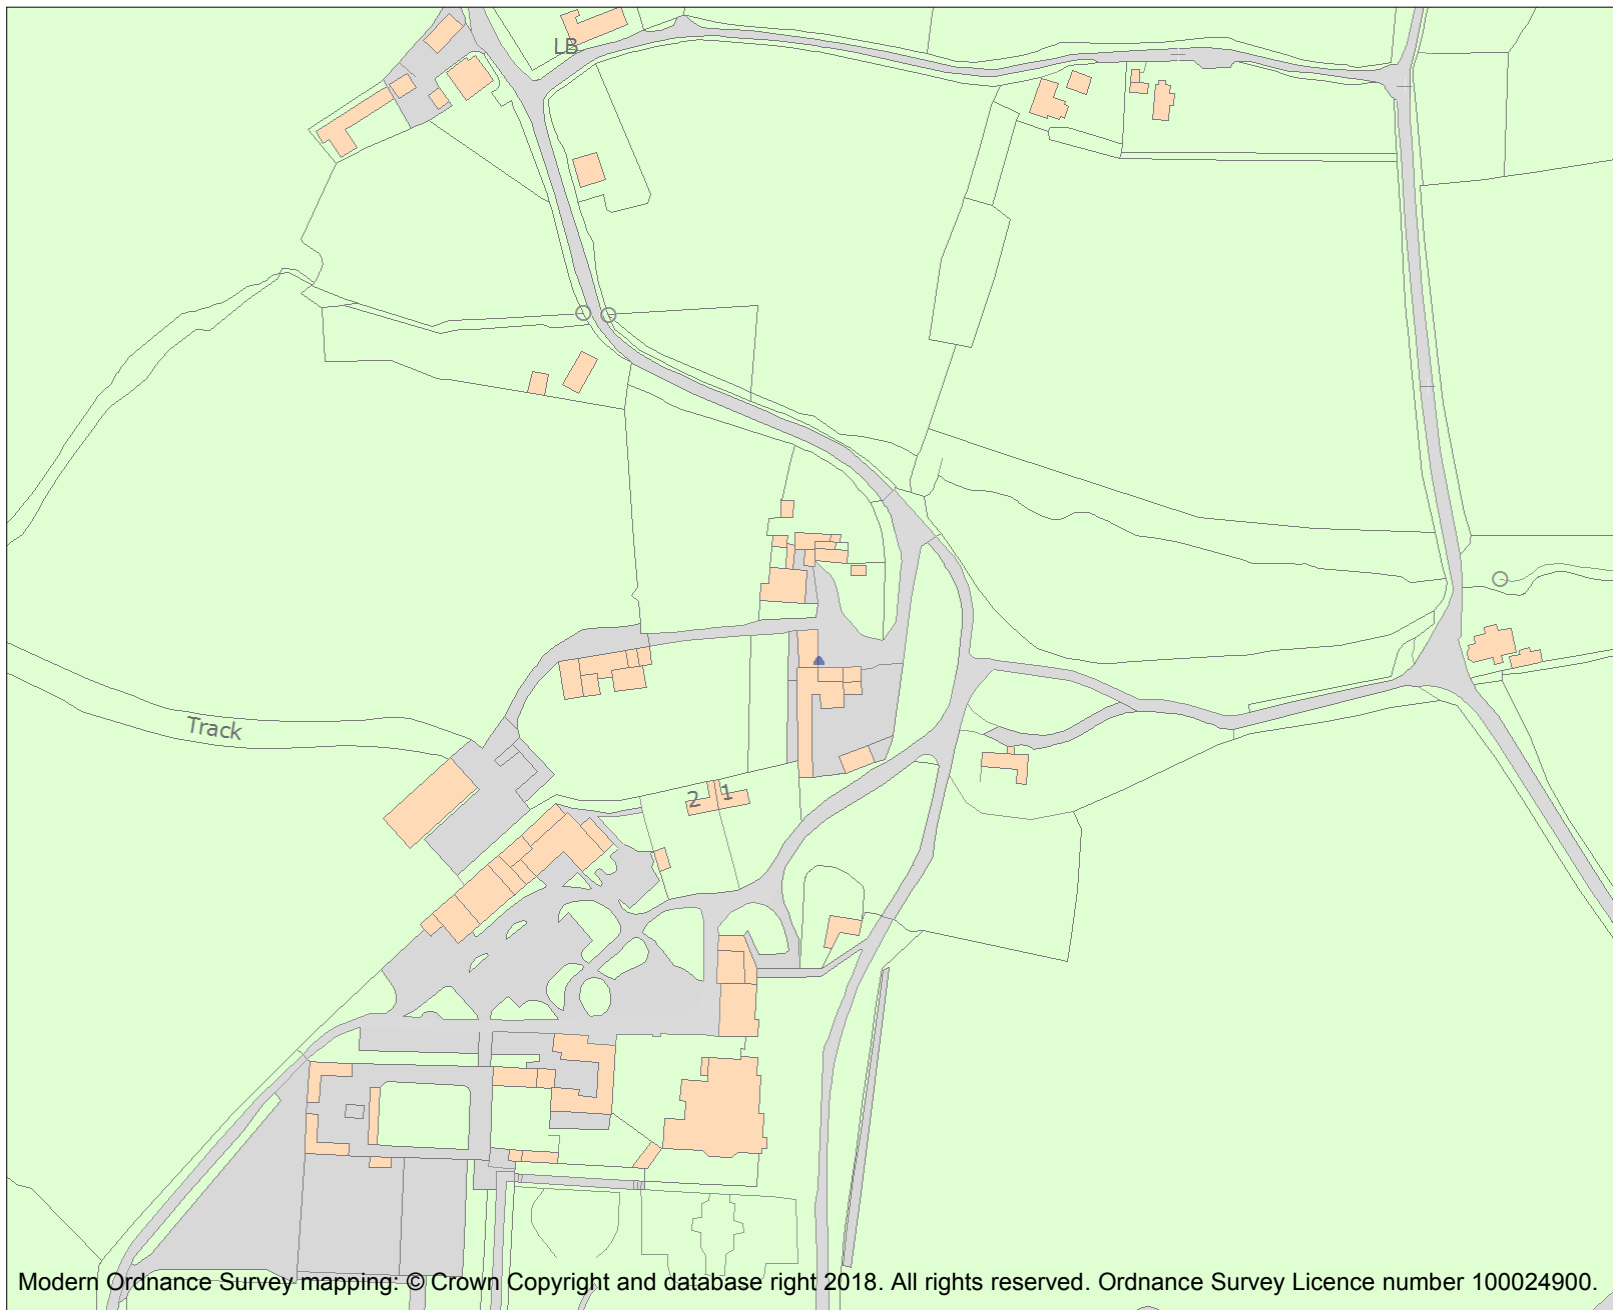 LB
Track
2 1
Modern Ordnance Survey mapping: © Crown Copyright and database right 2018. All rights reserved. Ordnance Survey Licence number 100024900.